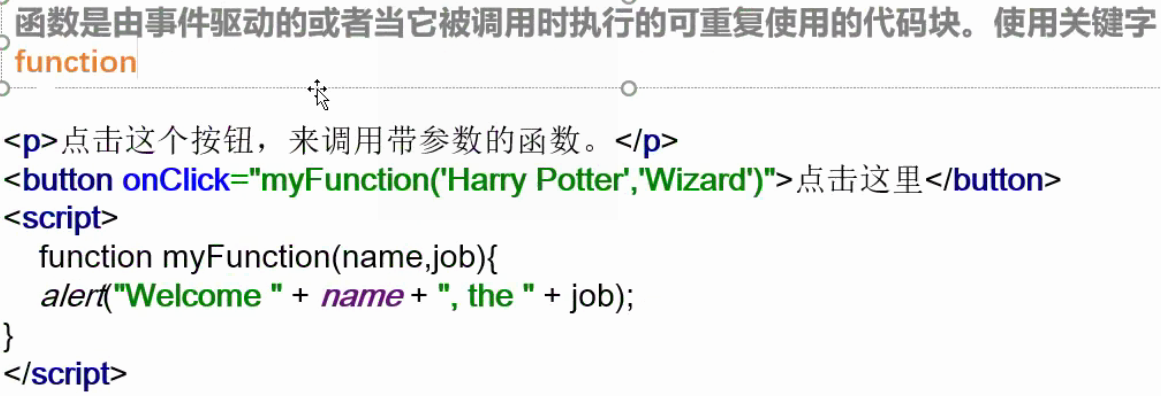 函数是由事件驱动的或者当它被调用时执行的可重复使用的代码块。使用关键字
function
<p>点击这个按钮，来调用带参数的函数。</p>
<button onClick="myFunction('Harry Potter','Wizard')">点击这里</button>
<script>
function myFunction(name,job){
alert("Welcome " + name + ", the " + job);
}
</script>